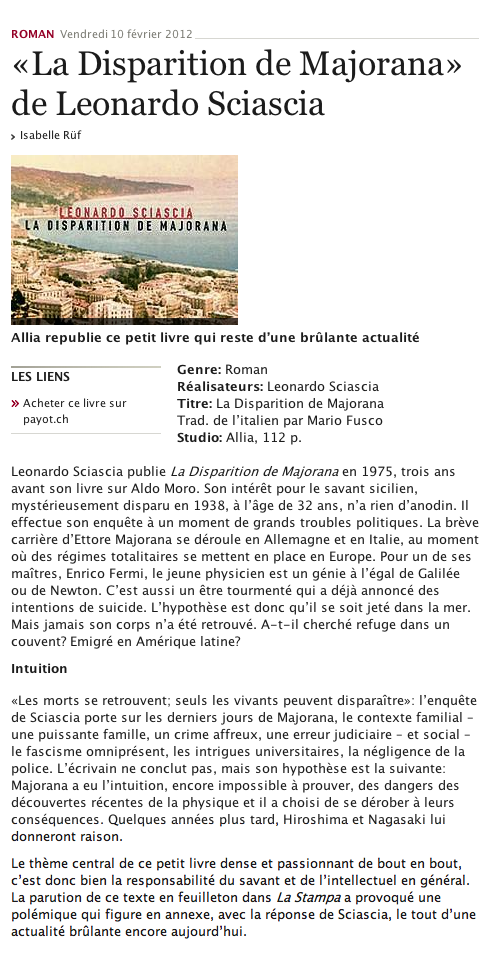 ROMAN Vendredi 10 février 2012
«La Disparition de Majorana»
de Leonardo Sciascia
› Isabelle Rüf
LEONARDO SCIASCIA
LA DISPARITION DE MAJORANA
Allia republie ce petit livre qui reste d’une brûlante actualité
LES LIENS
» Acheter ce livre sur
payot.ch
Genre: Roman
Réalisateurs: Leonardo Sciascia
Titre: La Disparition de Majorana
Trad. de l’italien par Mario Fusco
Studio: Allia, 112 p.
Leonardo Sciascia publie La Disparition de Majorana en 1975, trois ans
avant son livre sur Aldo Moro. Son intérêt pour le savant sicilien,
mystérieusement disparu en 1938, à l’âge de 32 ans, n’a rien d’anodin. Il
effectue son enquête à un moment de grands troubles politiques. La brève
carrière d’Ettore Majorana se déroule en Allemagne et en Italie, au moment
où des régimes totalitaires se mettent en place en Europe. Pour un de ses
maîtres, Enrico Fermi, le jeune physicien est un génie à l’égal de Galilée
ou de Newton. C’est aussi un être tourmenté qui a déjà annoncé des
intentions de suicide. L’hypothèse est donc qu’il se soit jeté dans la mer.
Mais jamais son corps n’a été retrouvé. A-t-il cherché refuge dans un
couvent? Emigré en Amérique latine?
Intuition
«Les morts se retrouvent; seuls les vivants peuvent disparaître»: l’enquête
de Sciascia porte sur les derniers jours de Majorana, le contexte familial –
une puissante famille, un crime affreux, une erreur judiciaire – et social –
le fascisme omniprésent, les intrigues universitaires, la négligence de la
police. L’écrivain ne conclut pas, mais son hypothèse est la suivante:
Majorana a eu l’intuition, encore impossible à prouver, des dangers des
découvertes récentes de la physique et il a choisi de se dérober à leurs
conséquences. Quelques années plus tard, Hiroshima et Nagasaki lui
donneront raison.
Le thème central de ce petit livre dense et passionnant de bout en bout,
c’est donc bien la responsabilité du savant et de l’intellectuel en général.
La parution de ce texte en feuilleton dans La Stampa a provoqué une
polémique qui figure en annexe, avec la réponse de Sciascia, le tout d’une
actualité brûlante encore aujourd’hui.